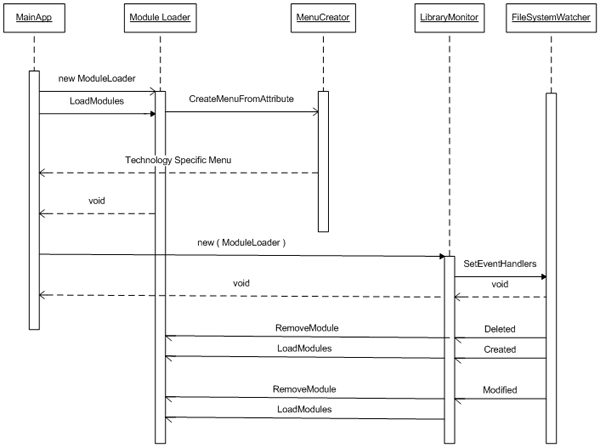 MainApp
Module Loader
MenuCreator
LibraryMonitor
FileSystemWatcher
new ModuleLoader
LoadModules
CreateMenuFromAttribute
Technology Specific Menu
void
new ( ModuleLoader )
SetEventHandlers
void
void
RemoveModule
Deleted
LoadModules
Created
RemoveModule
Modified
LoadModules